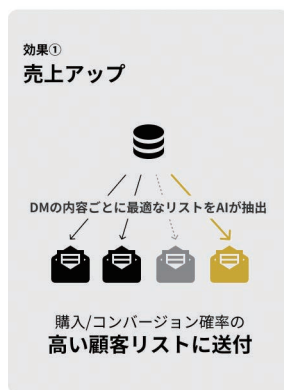 効果①
売上アップ
DMの内容ごとに最適なリストをAIが抽出
購入/コンバージョン確率の
高い顧客リストに送付